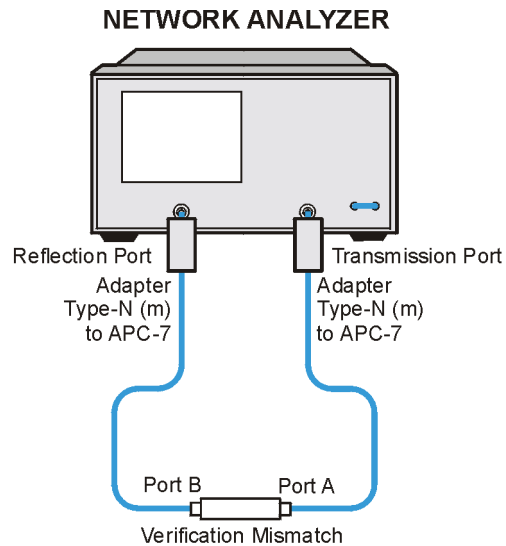 NETWORK ANALYZER
Reflection Port
Adapter
Type-N (m)
to APC-7
Transmission Port
Adapter
Type-N (m)
to APC-7
Port B
Port A
Verification Mismatch